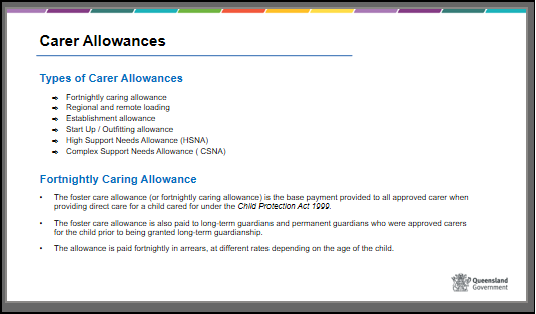 Carer Allowances
Types of Carer Allowances
➫ Fortnightly caring allowance
➫ Regional and remote loading
➫ Establishment allowance
➫ Start Up / Outfitting allowance
➫ High Support Needs Allowance (HSNA)
➫ Complex Support Needs Allowance ( CSNA)
Fortnightly Caring Allowance
• The foster care allowance (or fortnightly caring allowance) is the base payment provided to all approved carer when
providing direct care for a child cared for under the Child Protection Act 1999.
• The foster care allowance is also paid to long-term guardians and permanent guardians who were approved carers
for the child prior to being granted long-term guardianship.
• The allowance is paid fortnightly in arrears, at different rates depending on the age of the child.
Queensland
Government